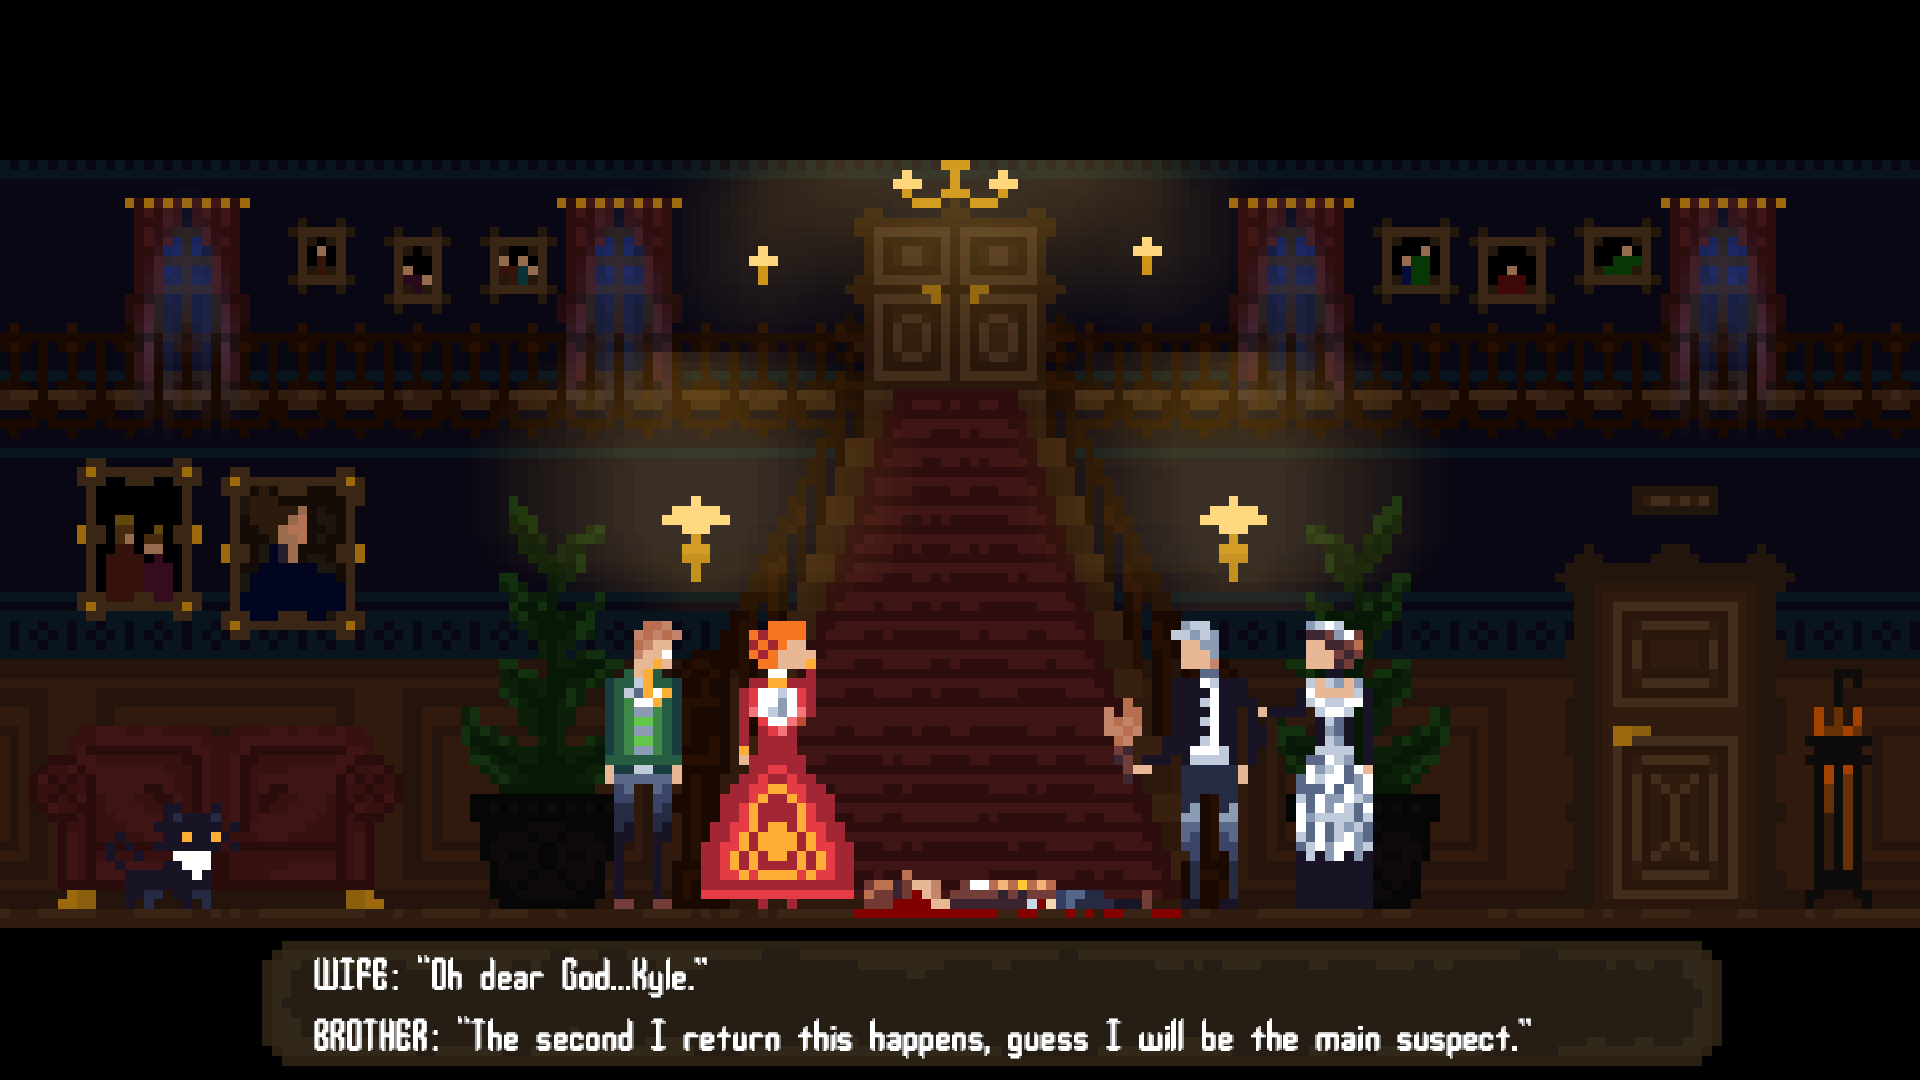 WIFE: “Oh dear God...Kyle.”
BROTHER: “The second I return this happens, guess I will be the main suspect.”